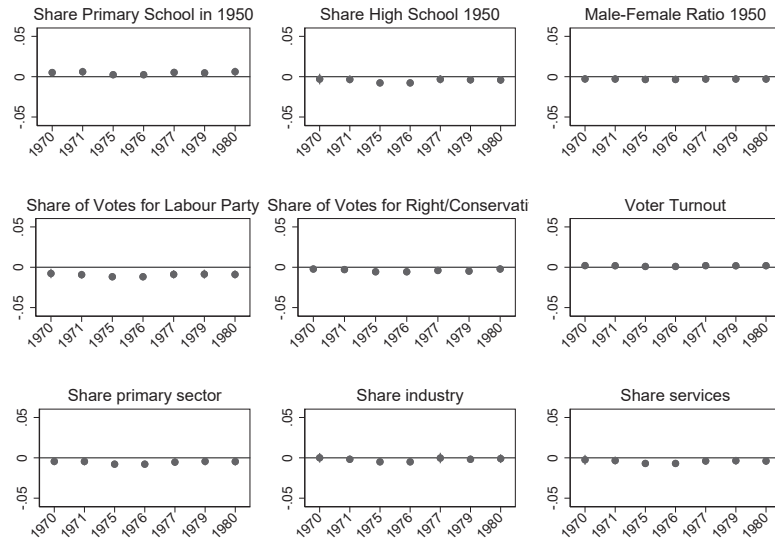 Share Primary School in 1950
.05
0
-.05
1970 1971 1975 1976 1977 1979 1980
Share High School 1950
.05
0
-.05
1970 1971 1975 1976 1977 1979 1980
Male-Female Ratio 1950
.05
0
-.05
1970 1971 1975 1976 1977 1979 1980
Share of Votes for Labour Party
.05
0
-.05
1970 1971 1975 1976 1977 1979 1980
Share of Votes for Right/Conservati
.05
0
-.05
1970 1971 1975 1976 1977 1979 1980
Voter Turnout
.05
0
-.05
1970 1971 1975 1976 1977 1979 1980
Share primary sector
.05
0
-.05
1970 1971 1975 1976 1977 1979 1980
Share industry
.05
0
-.05
1970 1971 1975 1976 1977 1979 1980
Share services
.05
0
-.05
1970 1971 1975 1976 1977 1979 1980